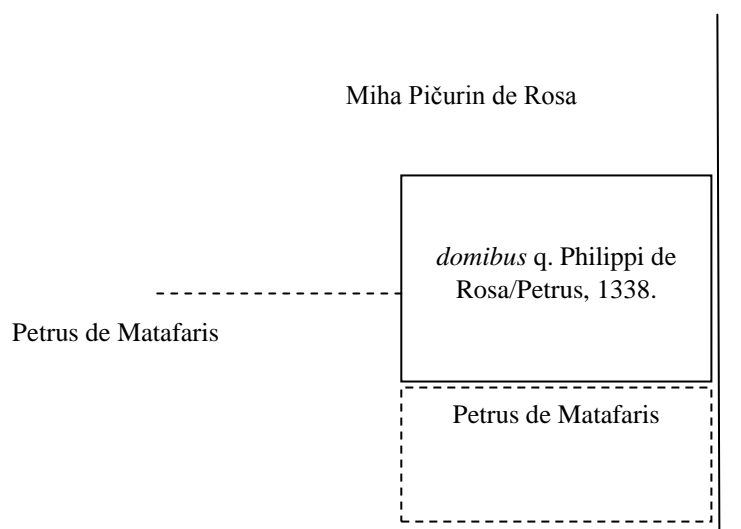 Miha Pičurin de Rosa
domibus q. Philippi de
Rosa/Petrus, 1338.
Petrus de Matafaris
Petrus de Matafaris